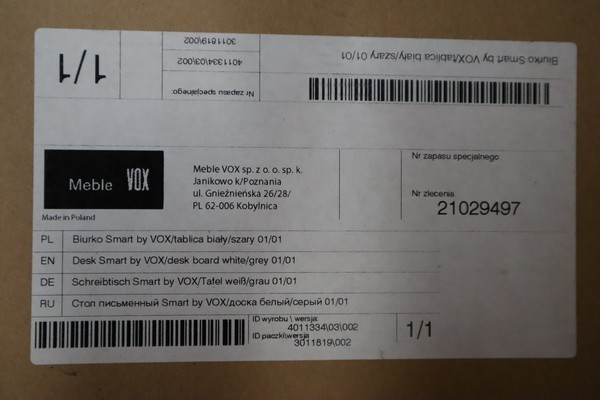 Biurko Smart by VOX/tablica biały/szary 01/01
Nr zapasu specjalnego:
4011334\03\002
3011819\002
1/1
Meble VOX
Made in Poland
Meble VOX sp. z o. o. sp. k.
Janikowo k/Poznania
ul. Gnieźnieńska 26/28/
PL 62-006 Kobylnica
Nr zapasu specjalnego
Nr zlecenia
21029497
PL Biurko Smart by VOX/tablica biały/szary 01/01
EN Desk Smart by VOX/desk board white/grey 01/01
DE Schreibtisch Smart by VOX/Tafel weiß/grau 01/01
RU Стол письменный Smart by VOX/доска белый/серый 01/01
ID wyrobu \ wersja:
4011334\03\002
ID paczki\wersja
3011819\002
1/1